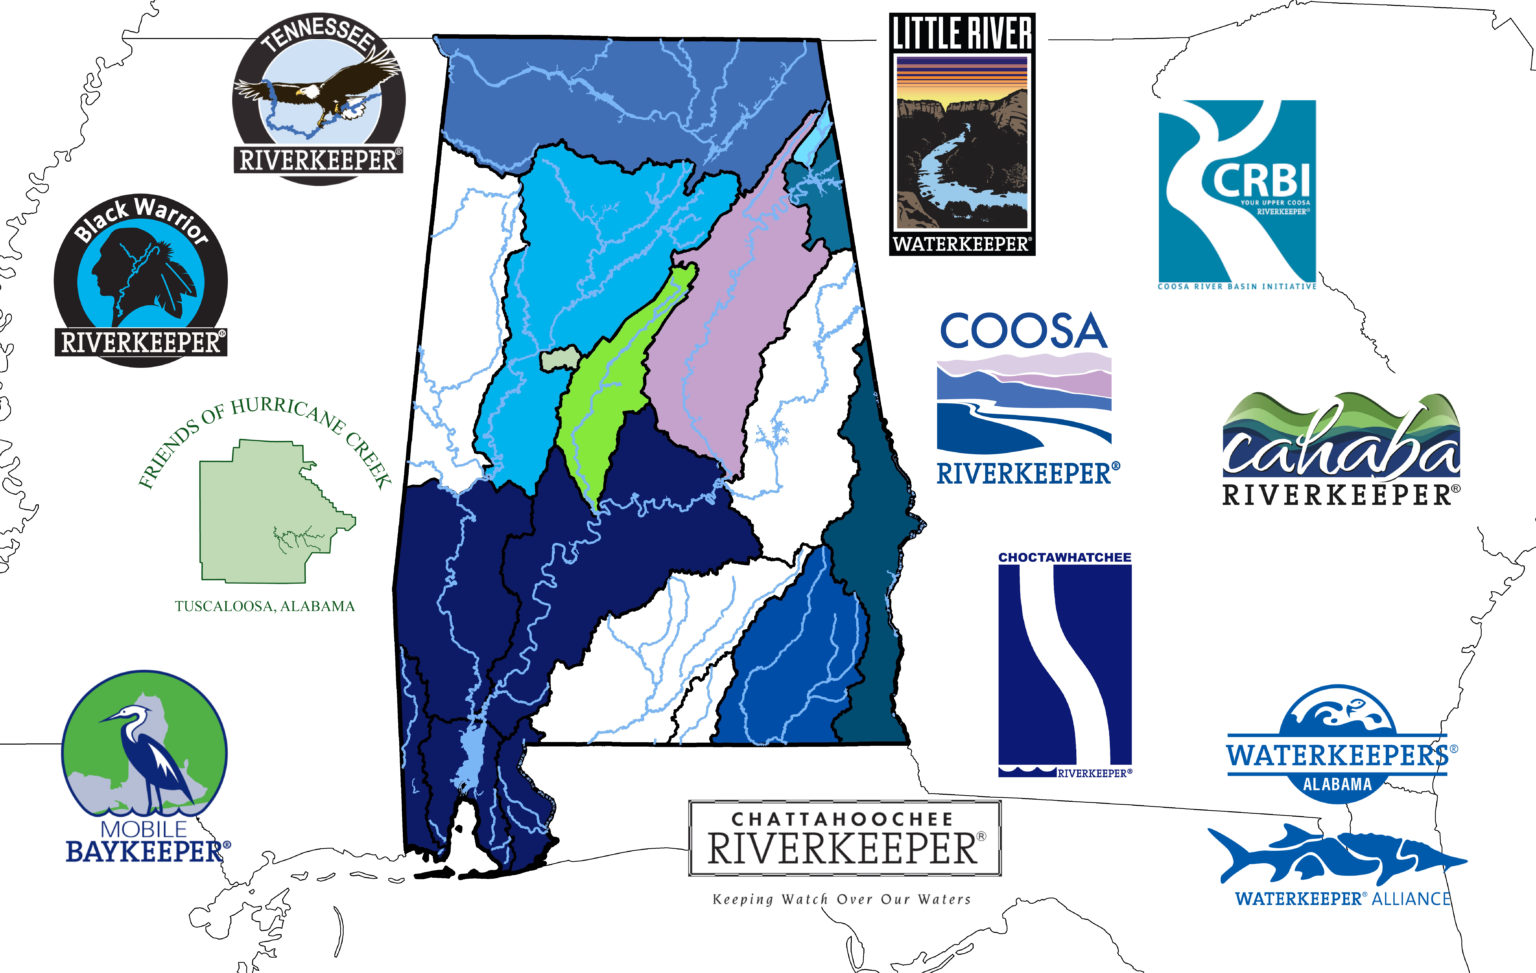 TENNESSEE
RIVERKEEPER®
LITTLE RIVER
WATERKEEPER®
CRBI
YOUR UPPER COOSA
RIVERKEEPER®
COOSA RIVER BASIN INITIATIVE
Black Warrior
RIVERKEEPER®
COOSA
RIVERKEEPER®
cahaba
RIVERKEEPER®
FRIENDS OF HURRICANE CREEK
TUSCALOOSA, ALABAMA
CHOCTAWHATCHEE
RIVERKEEPER®
MOBILE
BAYKEEPER®
WATERKEEPERS®
ALABAMA
CHATTAHOOCHEE
RIVERKEEPER®
Keeping Watch Over Our Waters
WATERKEEPER® ALLIANCE